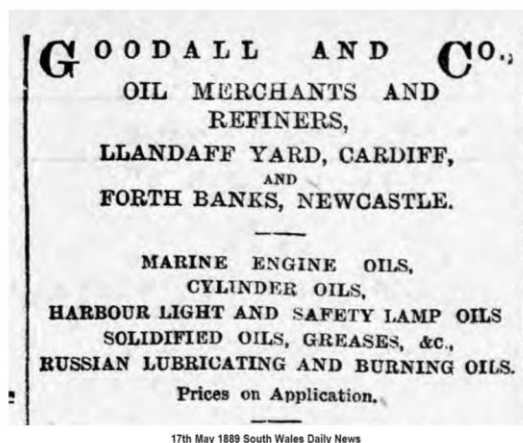 GOODALL AND CO.,
OIL MERCHANTS AND
REFINERS,
LLANDAFF YARD, CARDIFF,
AND
FORTH BANKS, NEWCASTLE.
MARINE ENGINE OILS,
CYLINDER OILS,
HARBOUR LIGHT AND SAFETY LAMP OILS
SOLIDIFIED OILS, GREASES, &C.,
RUSSIAN LUBRICATING AND BURNING OILS.
Prices on Application.
17th May 1889 South Wales Daily News